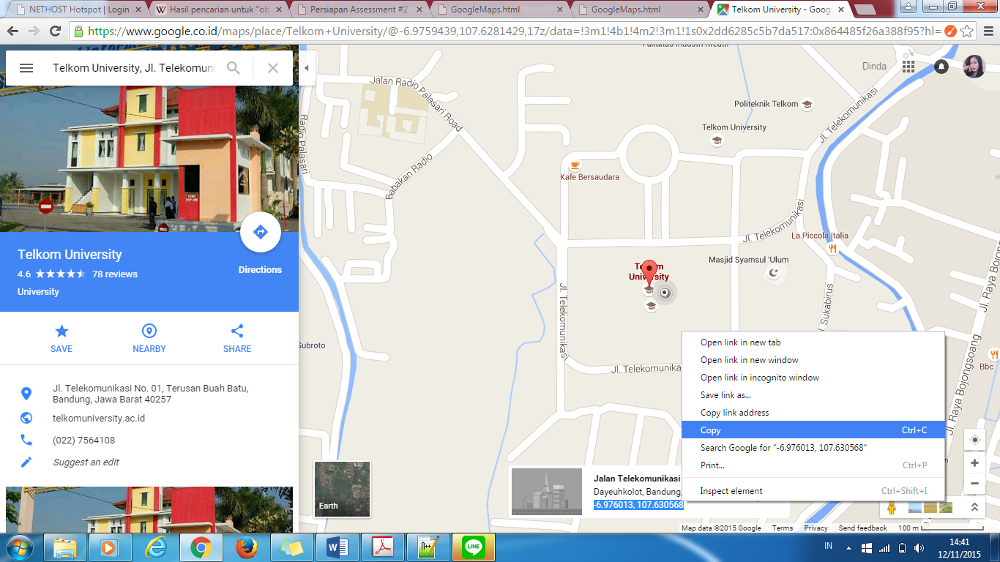 NETHOST Hotspot | Login
Hasil pencarian untuk "ob
Persiapan Assessment #2
GoogleMaps.html
GoogleMaps.html
Telkom University - Goog
https://www.google.co.id/maps/place/Telkom+University/@-6.9759439,107.6281429,17z/data=!3m1!4b1!4m2!3m1!1s0x2dd6285c5b7da517:0x864485f26a388f95?hl=
Telkom University, Jl. Telekomuni
Telkom University
4.6
78 reviews
University
Directions
SAVE
NEARBY
SHARE
Jl. Telekomunikasi No. 01, Terusan Buah Batu,
Bandung, Jawa Barat 40257
telkomuniversity.ac.id
(022) 7564108
Suggest an edit
Fakultas Industri Kreatif
Dinda
Jalan Radio Palasari Road
Radio Palasari
Babakan Radio
Politeknik Telkom
Telkom University
Jl. Telekomunikasi
Kafe Bersaudara
Jl. Telekomunikasi
La Piccola Italia
Masjid Syamsul 'Ulum
Telkom
University
Jl. Telekomunikasi
Jl. Sukabirus
Jl. Raya Bojongsoang
Jl. Raya Bojongsoang
Subroto
Jl. Telekomunika
Bbc
Open link in new tab
Open link in new window
Open link in incognito window
Save link as...
Copy link address
Copy Ctrl+C
Search Google for "-6.976013, 107.630568"
Print... Ctrl+P
Inspect element Ctrl+Shift+I
Earth
Jalan Telekomunikasi
Dayeuhkolot, Bandung,
-6.976013, 107.630568
Map data ©2015 Google Terms Privacy Send feedback 100 m
IN
14:41
12/11/2015